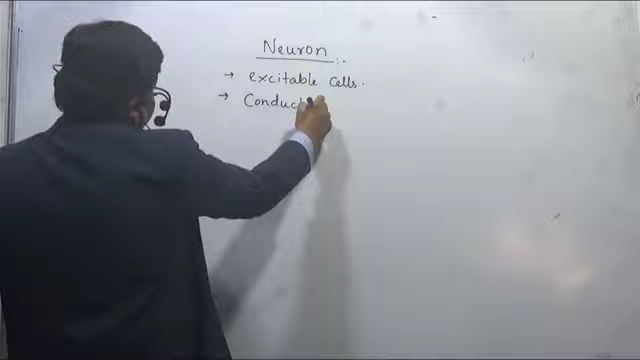 Neuron :-
→ excitable Cells.
→ Conduct